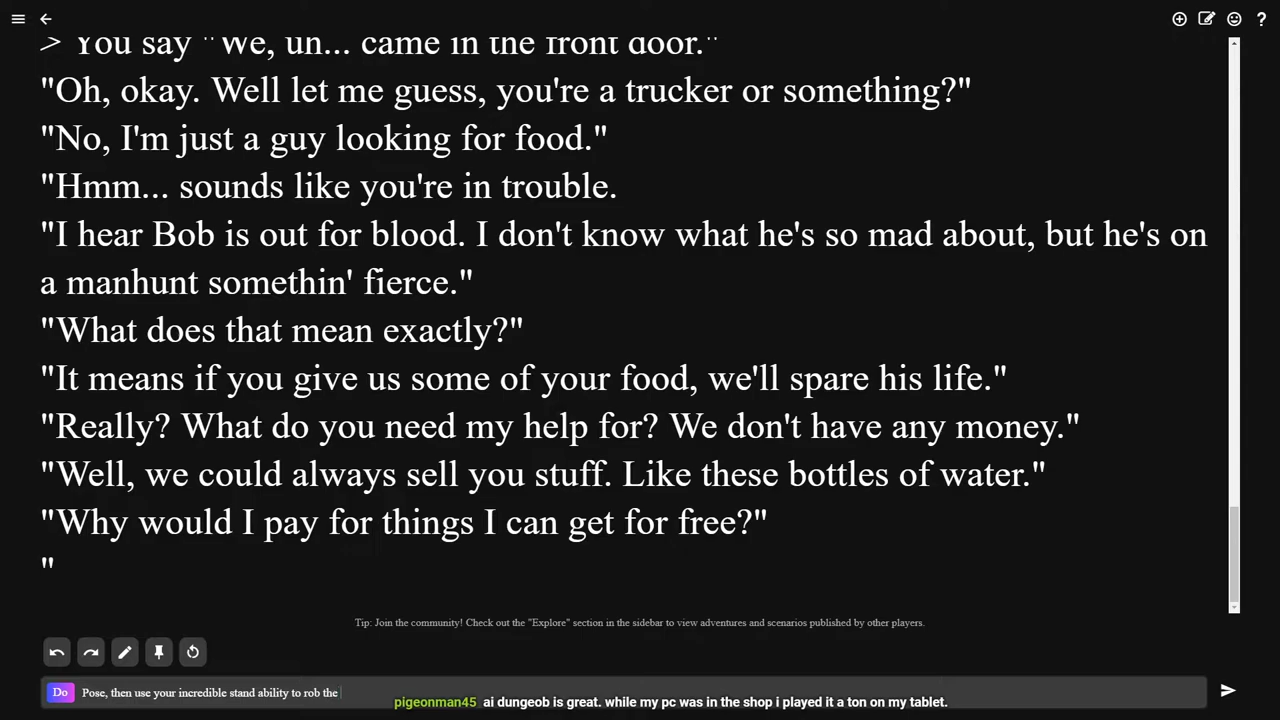 > You say "We, uh... came in the front door."
"Oh, okay. Well let me guess, you're a trucker or something?"
"No, I'm just a guy looking for food."
"Hmm... sounds like you're in trouble.
"I hear Bob is out for blood. I don't know what he's so mad about, but he's on
a manhunt somethin' fierce."
"What does that mean exactly?"
"It means if you give us some of your food, we'll spare his life."
"Really? What do you need my help for? We don't have any money."
"Well, we could always sell you stuff. Like these bottles of water."
"Why would I pay for things I can get for free?"
"
Tip: Join the community! Check out the "Explore" section in the sidebar to view adventures and scenarios published by other players.
Do Pose, then use your incredible stand ability to rob the
pigeonman45 ai dungeob is great. while my pc was in the shop i played it a ton on my tablet.